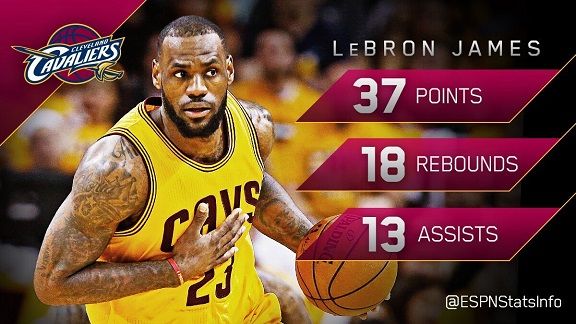 CLEVELAND
CAVALIERS
LEBRON JAMES
37 POINTS
18 REBOUNDS
13 ASSISTS
CAVS
23
@ESPNStatsInfo